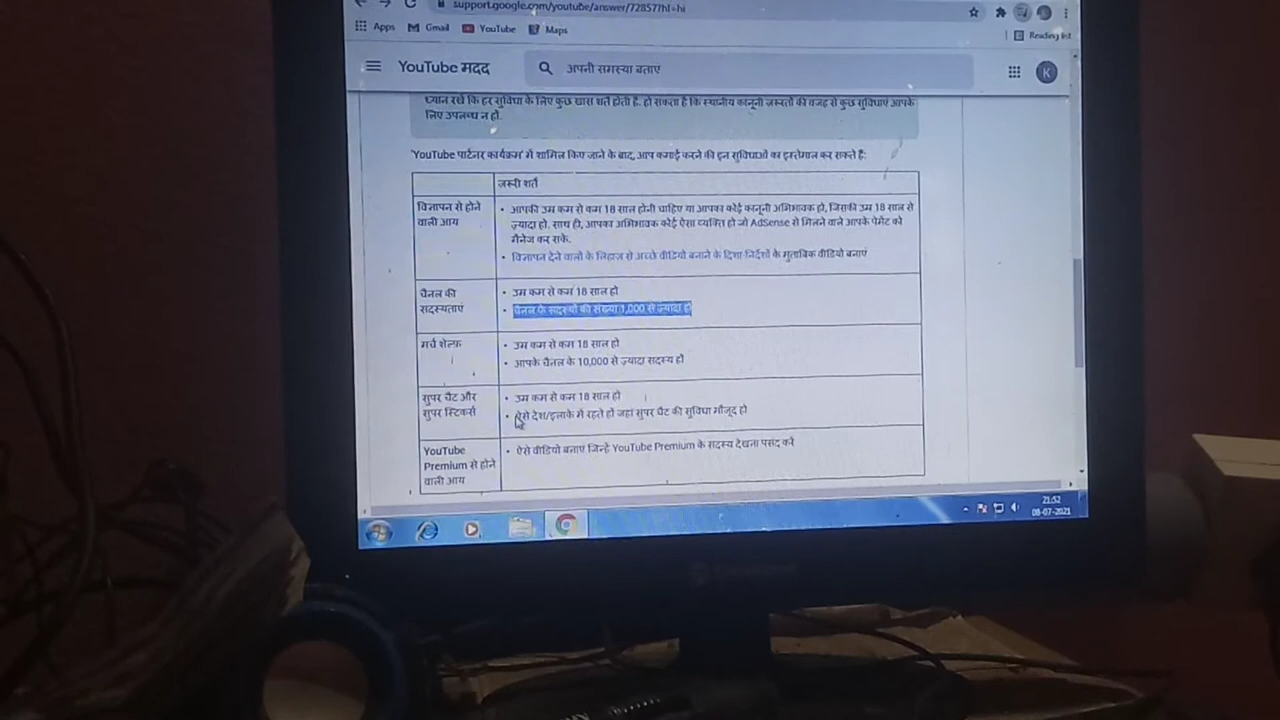 support.google.com/youtube/answer/72857?hl=hi
Apps Gmail YouTube Maps
Reading list
YouTube मदद
अपनी समस्या बताएं
K
ध्यान रखें कि हर सुविधा के लिए कुछ खास शर्तें होती हैं. हो सकता है कि स्थानीय कानूनी ज़रूरतों की वजह से कुछ सुविधाएं आपके
लिए उपलब्ध न हों.
'YouTube पार्टनर कार्यक्रम' में शामिल किए जाने के बाद, आप कमाई करने की इन सुविधाओं का इस्तेमाल कर सकते हैं:
ज़रूरी शर्तें
विज्ञापन से होने
वाली आय
आपकी उम्र कम से कम 18 साल होनी चाहिए या आपका कोई कानूनी अभिभावक हो, जिसकी उम्र 18 साल से
ज़्यादा हो. साथ ही, आपका अभिभावक कोई ऐसा व्यक्ति हो जो AdSense से मिलने वाले आपके पेमेंट को
मैनेज कर सके.
विज्ञापन देने वालों के लिहाज़ से अच्छे वीडियो बनाने के दिशा-निर्देशों के मुताबिक वीडियो बनाएं
चैनल की
सदस्यताएं
उम्र कम से कम 18 साल हो
चैनल के सदस्यों की संख्या 1,000 से ज़्यादा हो
मर्च शेल्फ़
उम्र कम से कम 18 साल हो
आपके चैनल के 10,000 से ज़्यादा सदस्य हों
सुपर चैट और
सुपर स्टिकर्स
उम्र कम से कम 18 साल हो
ऐसे देश/इलाके में रहते हों जहां सुपर चैट की सुविधा मौजूद हो
YouTube
Premium से होने
वाली आय
ऐसे वीडियो बनाएं जिन्हें YouTube Premium के सदस्य देखना पसंद करें
21:52
08-07-2021